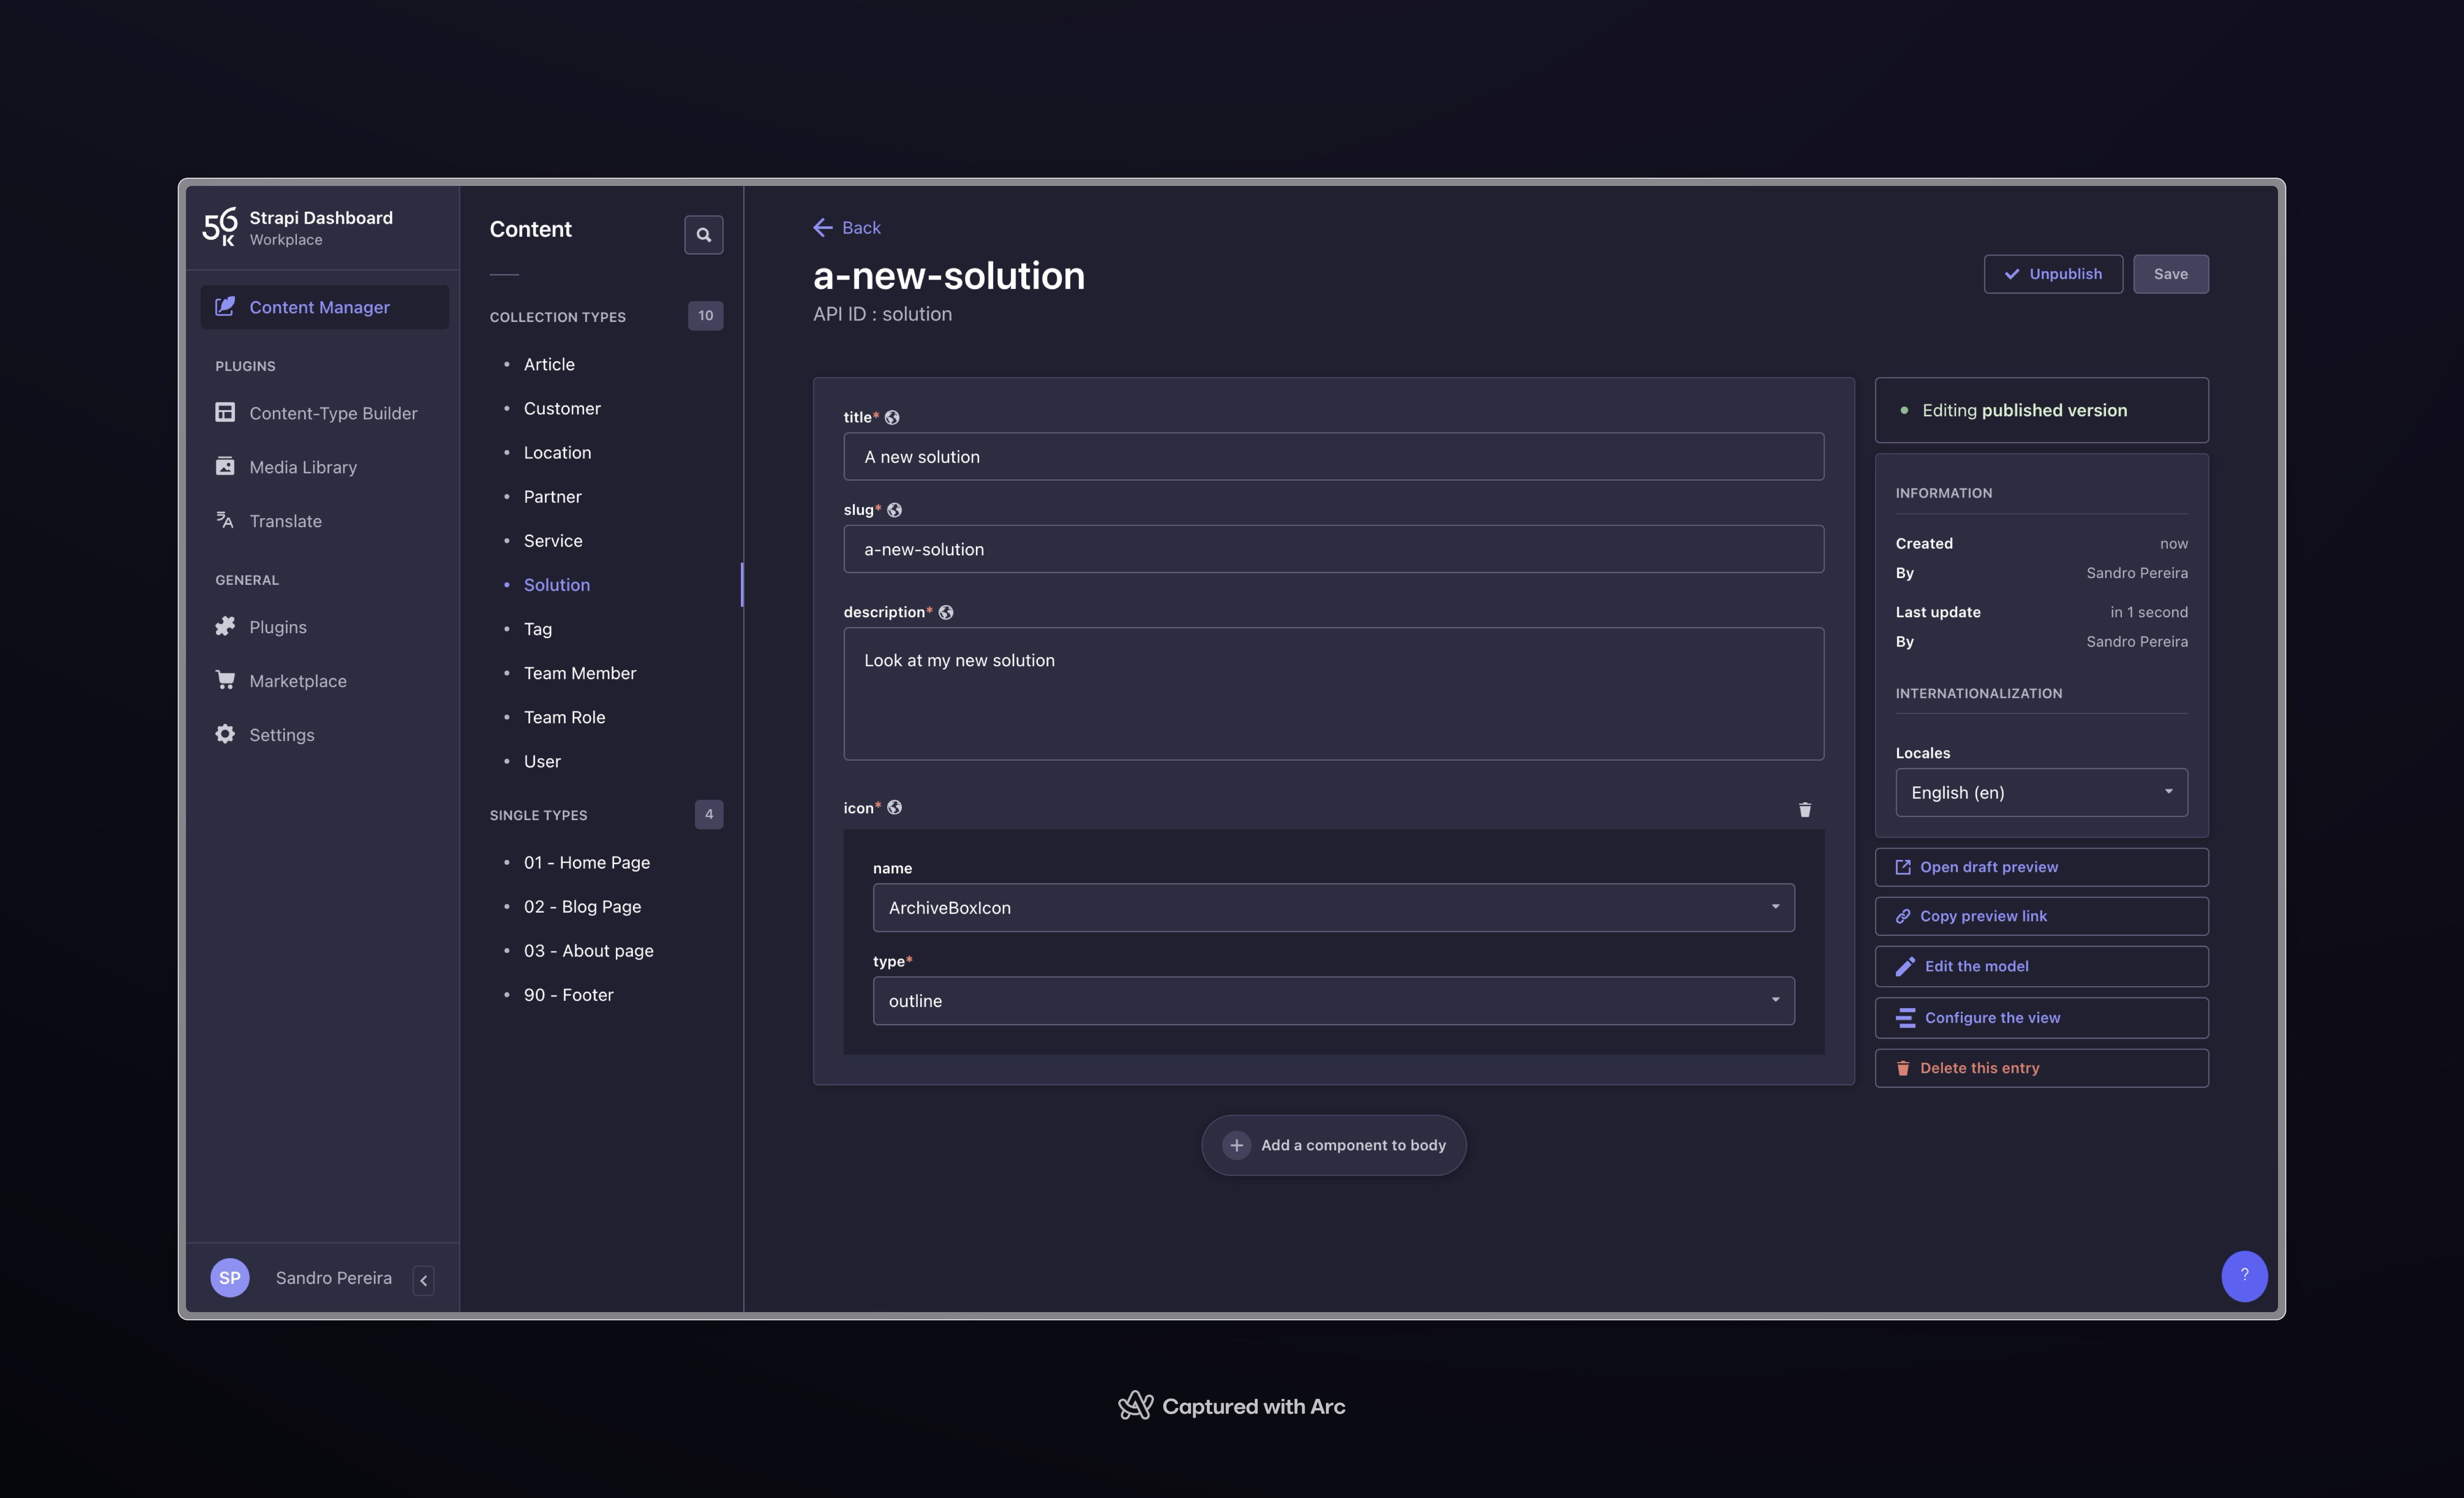 56K
Strapi Dashboard
Workplace
Content Manager
PLUGINS
Content-Type Builder
Media Library
Translate
GENERAL
Plugins
Marketplace
Settings
SP
Sandro Pereira
Content
COLLECTION TYPES
10
Article
Customer
Location
Partner
Service
Solution
Tag
Team Member
Team Role
User
SINGLE TYPES
4
01 - Home Page
02 - Blog Page
03 - About page
90 - Footer
Back
a-new-solution
API ID : solution
Unpublish
Save
title*
A new solution
slug*
a-new-solution
description*
Look at my new solution
icon*
name
ArchiveBoxIcon
type*
outline
Add a component to body
Editing published version
INFORMATION
Created now
By Sandro Pereira
Last update in 1 second
By Sandro Pereira
INTERNATIONALIZATION
Locales
English (en)
Open draft preview
Copy preview link
Edit the model
Configure the view
Delete this entry
?
Captured with Arc